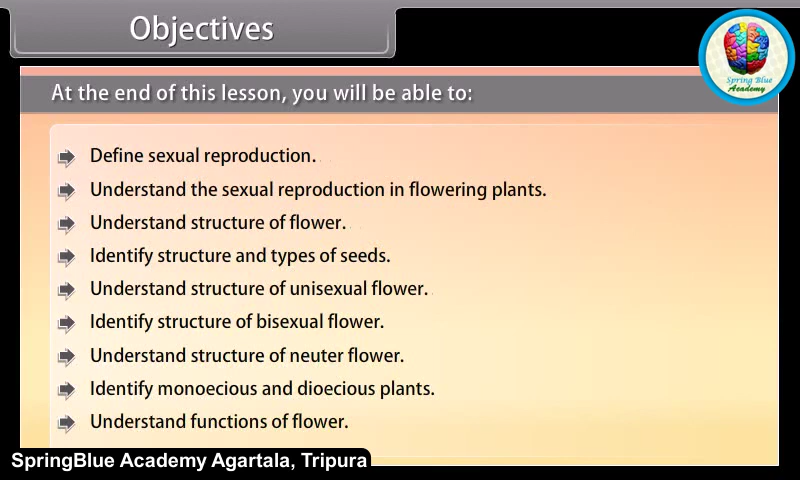 Objectives
Spring Blue
Academy
At the end of this lesson, you will be able to:
Define sexual reproduction.
Understand the sexual reproduction in flowering plants.
Understand structure of flower.
Identify structure and types of seeds.
Understand structure of unisexual flower.
Identify structure of bisexual flower.
Understand structure of neuter flower.
Identify monoecious and dioecious plants.
Understand functions of flower.
SpringBlue Academy Agartala, Tripura